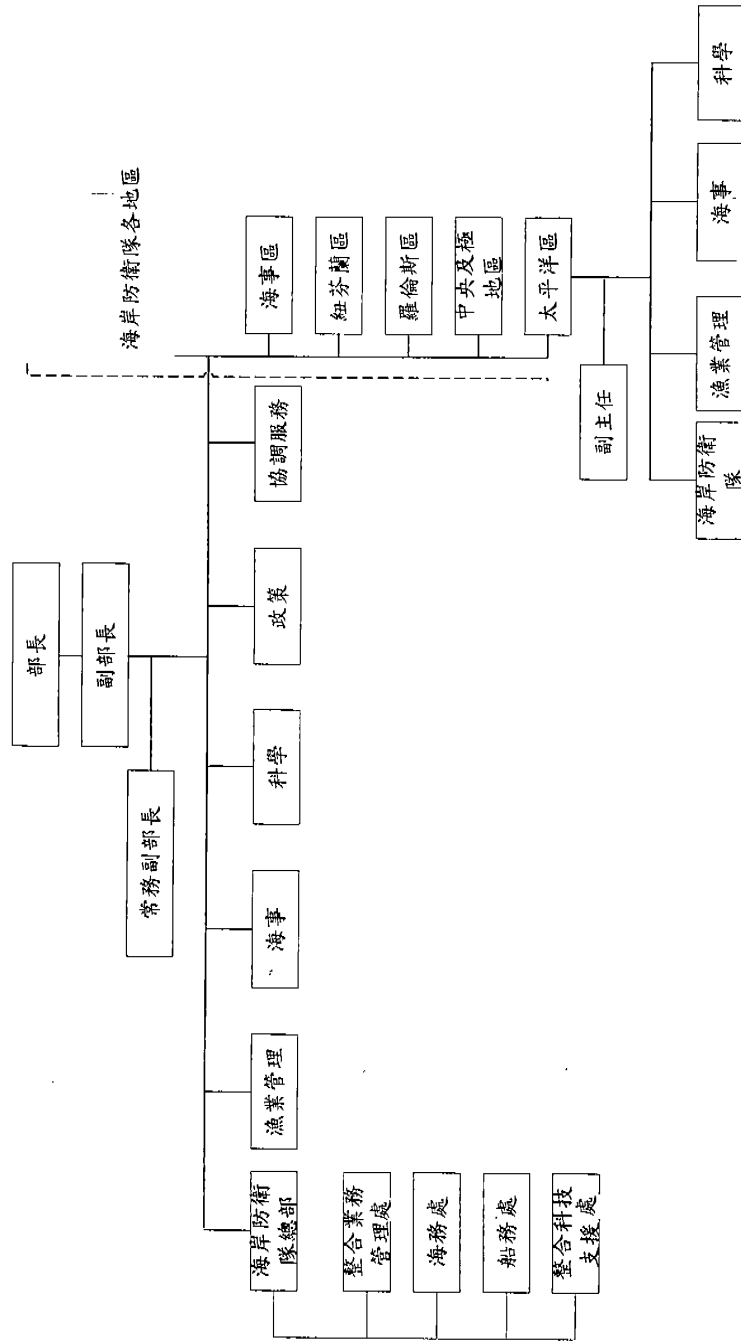 部長
副部長
常務副部長
海岸防衛隊各地區
海岸防衛
隊總部
漁業管理
海事
科學
政策
協調服務
整合業務
管理處
海務處
船務處
整合科技
支援處
海事區
紐芬蘭區
羅倫斯區
中央及極
地區
太平洋區
副主任
海岸防衛
隊
漁業管理
海事
科學